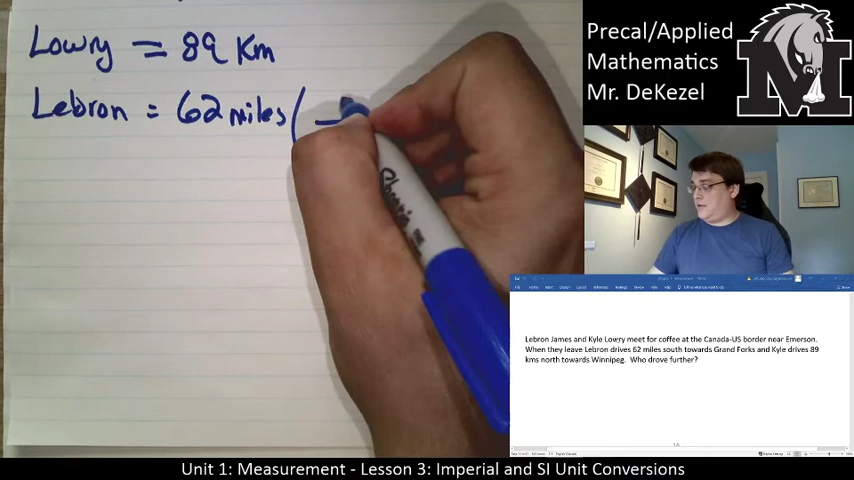 Lowry = 89 Km
Lebron = 62 miles (
Precal/Applied
Mathematics
Mr. DeKezel
Sharpie
Lebron James and Kyle Lowry meet for coffee at the Canada-US border near Emerson.
When they leave Lebron drives 62 miles south towards Grand Forks and Kyle drives 89
kms north towards Winnipeg. Who drove further?
Unit 1: Measurement - Lesson 3: Imperial and SI Unit Conversions